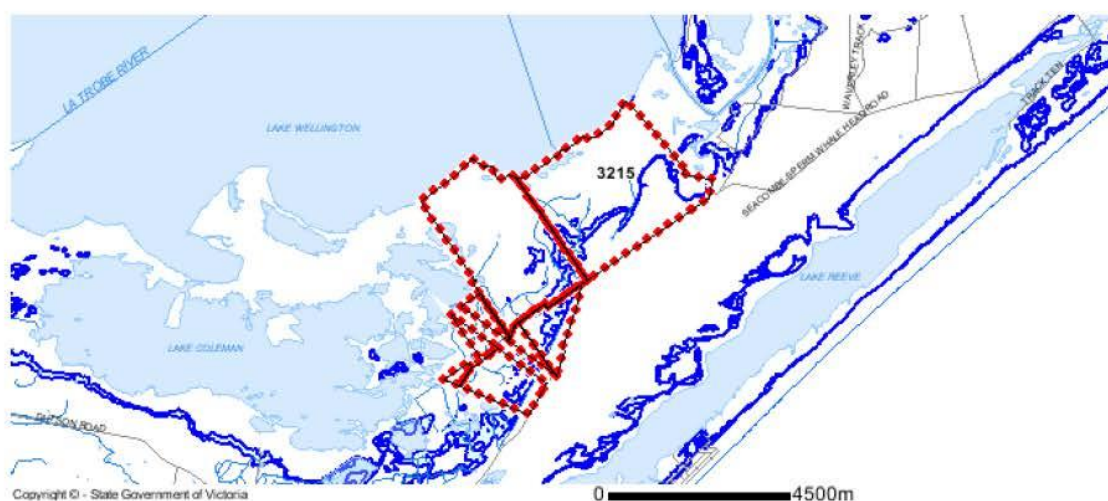 LA TROBE RIVER
LAKE WELLINGTON
WAVERLEY TRACK
TRACK TEN
3215
SEACOMBE-SPERM WHALE HEAD ROAD
LAKE REEVE
LAKE COLEMAN
DUTSON ROAD
Copyright © - State Government of Victoria
0 4500m